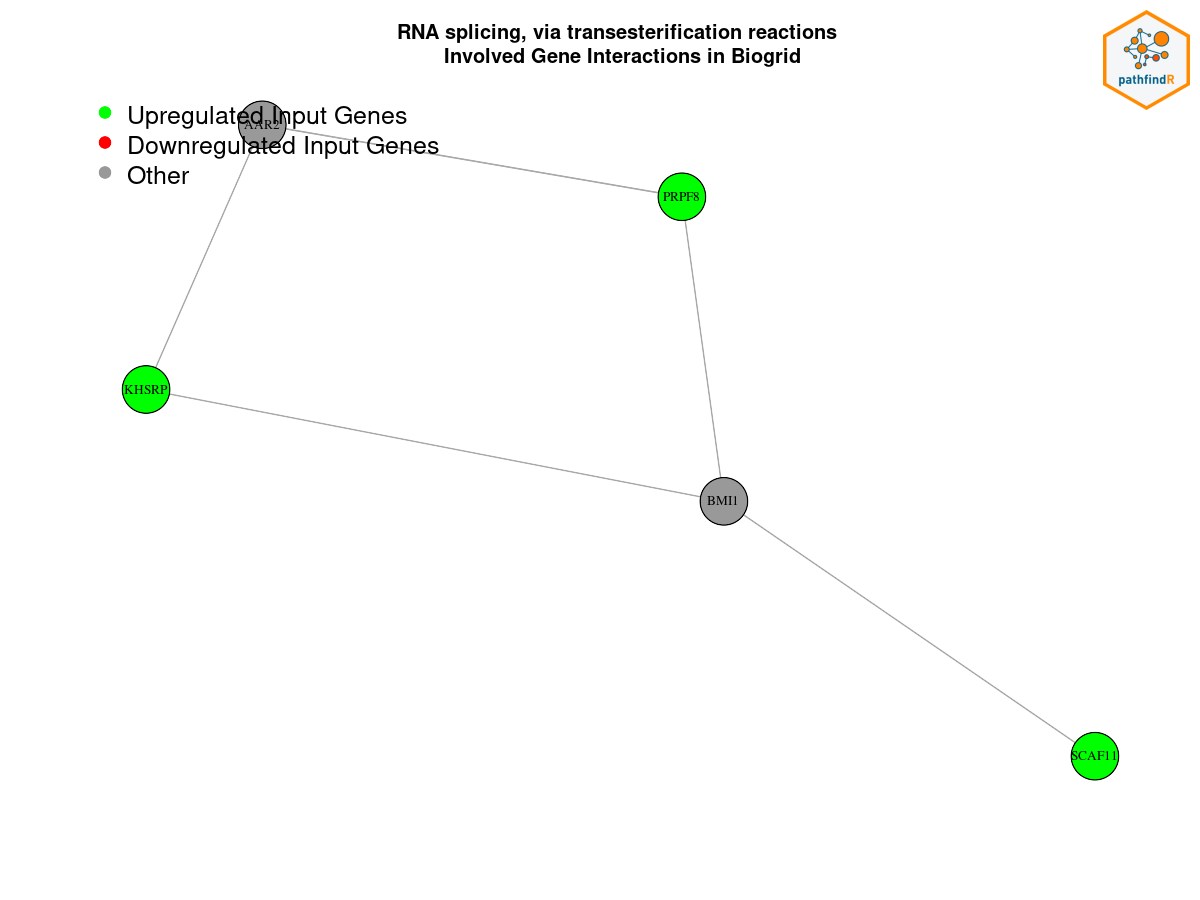 RNA splicing, via transesterification reactions
Involved Gene Interactions in Biogrid
pathfindR
Upregulated Input Genes
AAR2
Downregulated Input Genes
Other
PRPF8
KHSRP
BMI1
SCAF11